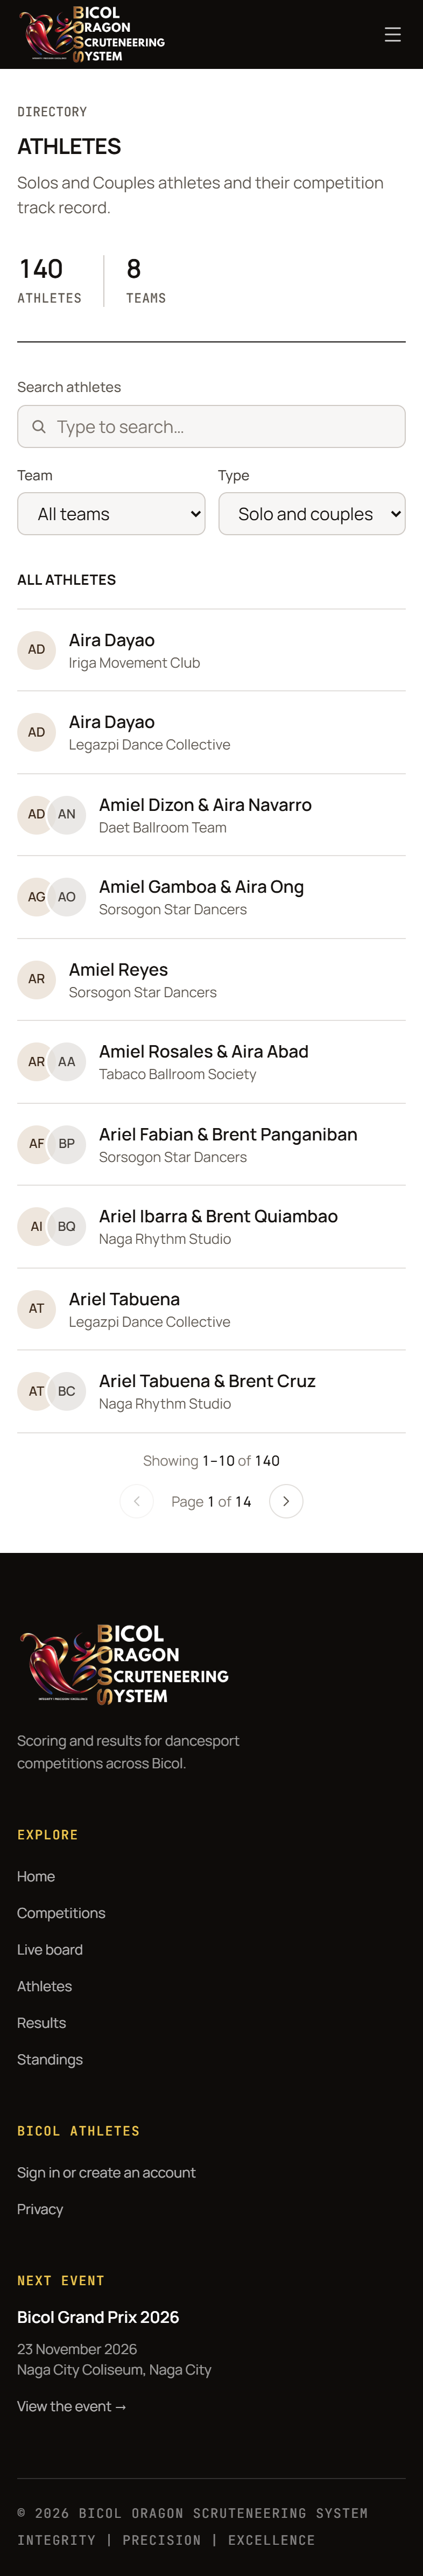 BICOL
DRAGON
SCRUTENEERING
SYSTEM
DIRECTORY
ATHLETES
Solos and Couples athletes and their competition
track record.
140
ATHLETES
8
TEAMS
Search athletes
Type to search...
Team
Type
All teams
Solo and couples
ALL ATHLETES
AD
Aira Dayao
Iriga Movement Club
AD
Aira Dayao
Legazpi Dance Collective
AD AN
Amiel Dizon & Aira Navarro
Daet Ballroom Team
AG AO
Amiel Gamboa & Aira Ong
Sorsogon Star Dancers
AR
Amiel Reyes
Sorsogon Star Dancers
AR AA
Amiel Rosales & Aira Abad
Tabaco Ballroom Society
AF BP
Ariel Fabian & Brent Panganiban
Sorsogon Star Dancers
AI BQ
Ariel Ibarra & Brent Quiambao
Naga Rhythm Studio
AT
Ariel Tabuena
Legazpi Dance Collective
AT BC
Ariel Tabuena & Brent Cruz
Naga Rhythm Studio
Showing 1–10 of 140
Page 1 of 14
BICOL
DRAGON
SCRUTENEERING
SYSTEM
INTEGRITY | PRECISION | EXCELLENCE
Scoring and results for dancesport
competitions across Bicol.
EXPLORE
Home
Competitions
Live board
Athletes
Results
Standings
BICOL ATHLETES
Sign in or create an account
Privacy
NEXT EVENT
Bicol Grand Prix 2026
23 November 2026
Naga City Coliseum, Naga City
View the event →
© 2026 BICOL DRAGON SCRUTENEERING SYSTEM
INTEGRITY | PRECISION | EXCELLENCE